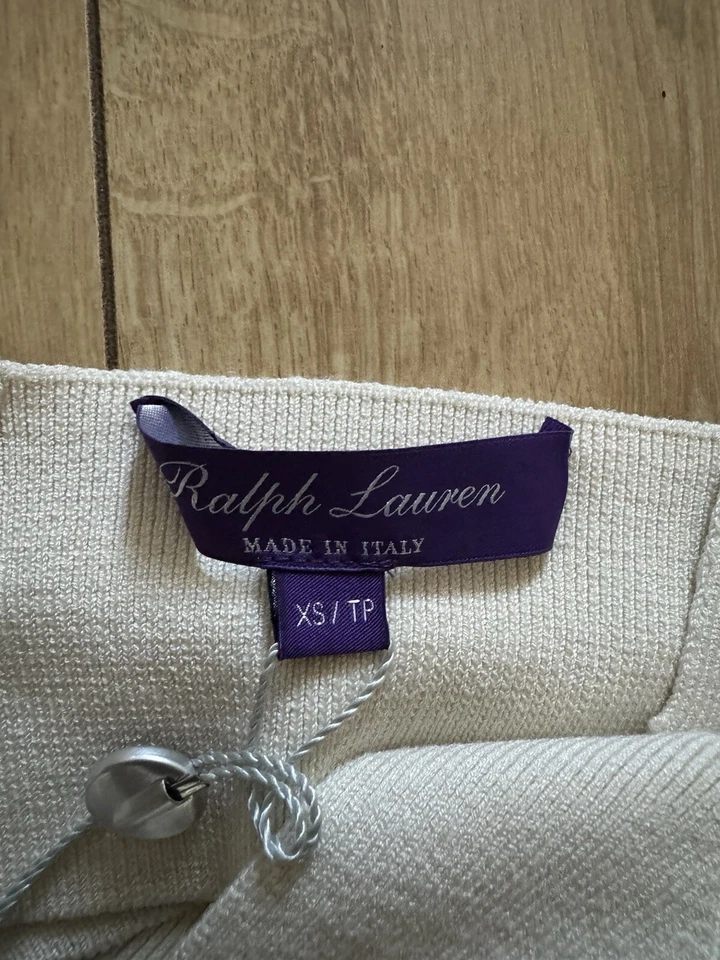 Ralph Lauren
MADE IN ITALY
XS / TP